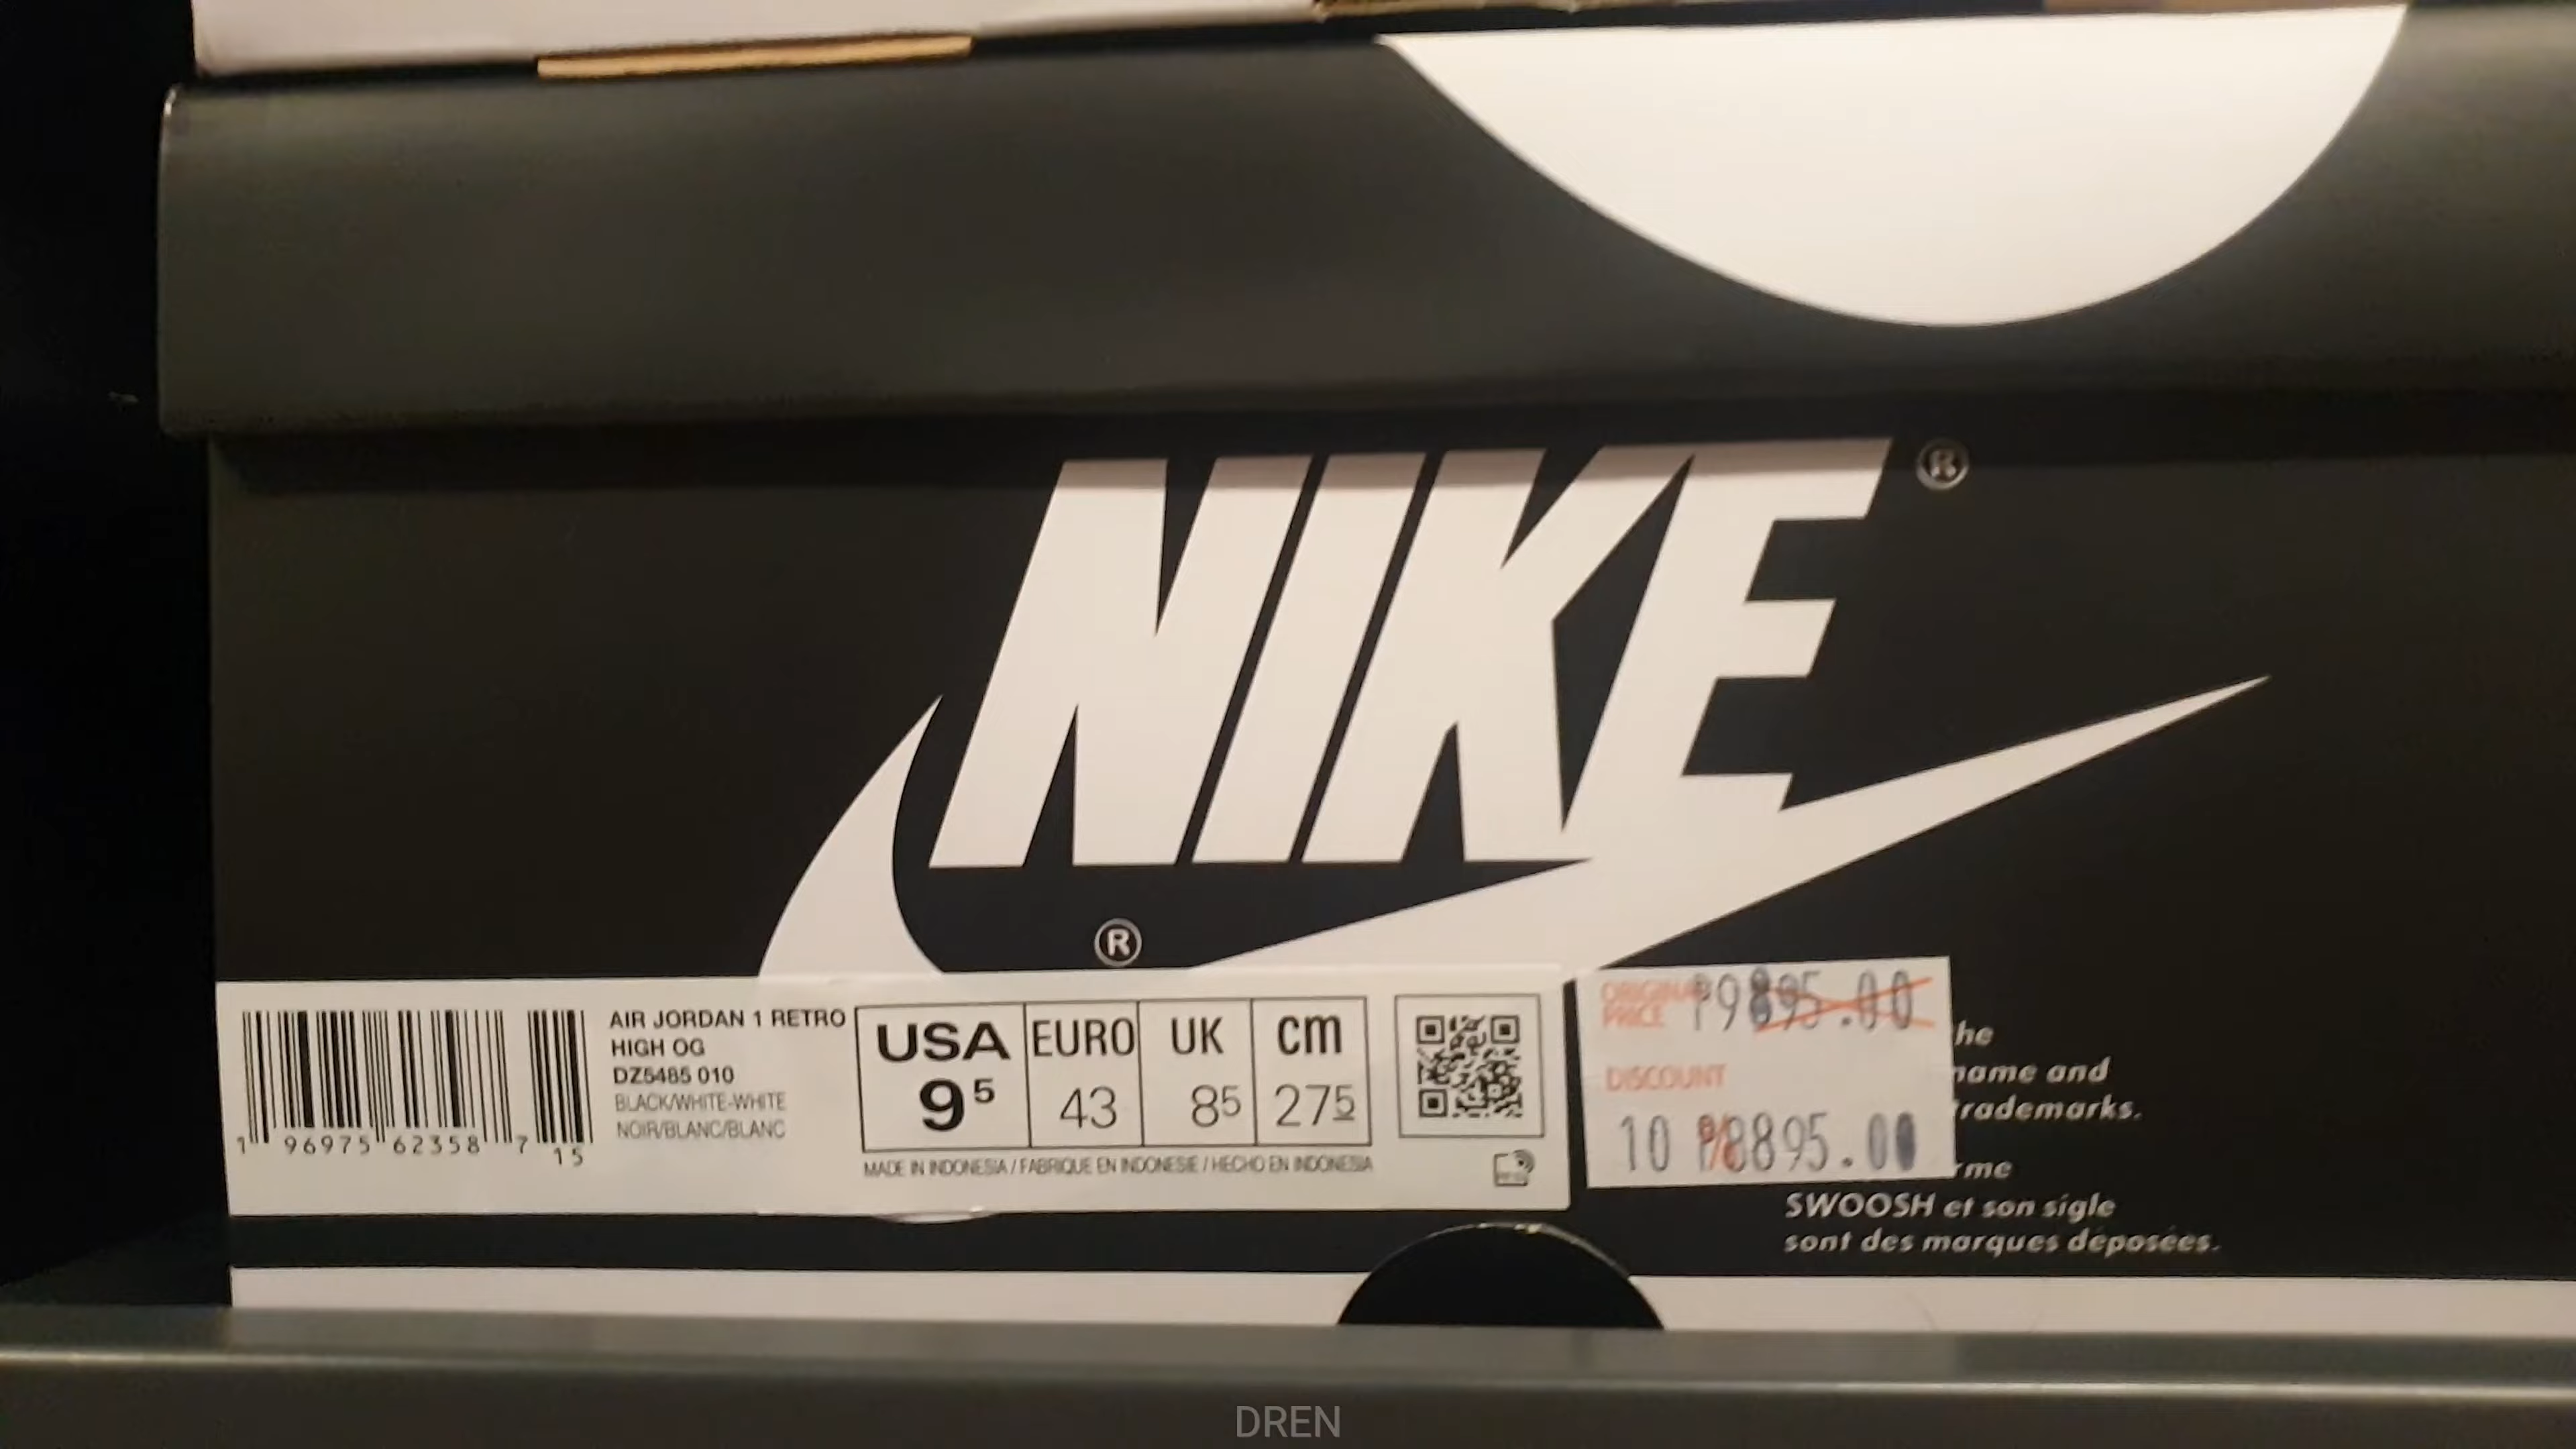 NIKE ®
®
AIR JORDAN 1 RETRO
HIGH OG
DZ5485 010
BLACK/WHITE-WHITE
NOIR/BLANC/BLANC
1 96975 62358 7
15
USA EURO UK cm
9⁵ 43 8⁵ 27⁵
MADE IN INDONESIA / FABRIQUE EN INDONESIE / HECHO EN INDONESIA
ORIGINAL PRICE ₱9895.00
DISCOUNT
10 % 8895.00
he
name and
trademarks.
rme
SWOOSH et son sigle
sont des marques déposées.
DREN